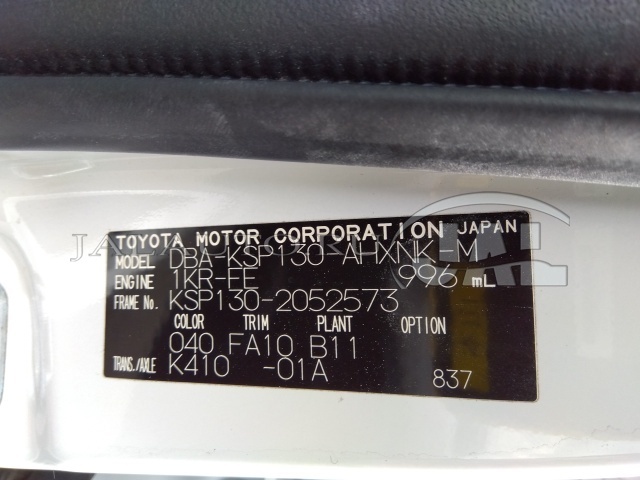 TOYOTA MOTOR CORPORATION JAPAN
MODEL DBA-KSP130-AHXNK-M
ENGINE 1KR-FE 996 mL
FRAME No. KSP130-2052573
COLOR TRIM PLANT OPTION
040 FA10 B11
TRANS./AXLE K410 -01A 837